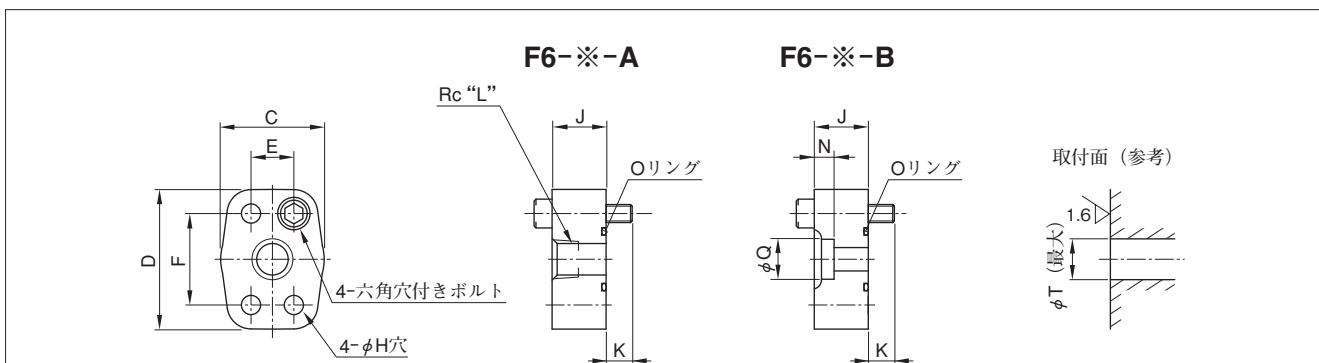 F6-※-A
F6-※-B
Rc “L”
C
E
D
F
4-六角穴付きボルト
4-φH穴
J
Oリング
K
J
N
Oリング
φQ
K
取付面（参考）
1.6
φT（最大）